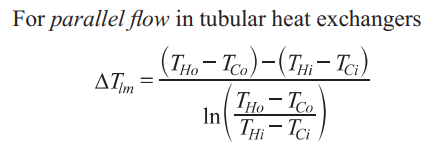 For parallel flow in tubular heat exchangers
ΔT_lm = ((T_Ho − T_Co) − (T_Hi − T_Ci)) / ln((T_Ho − T_Co) / (T_Hi − T_Ci))